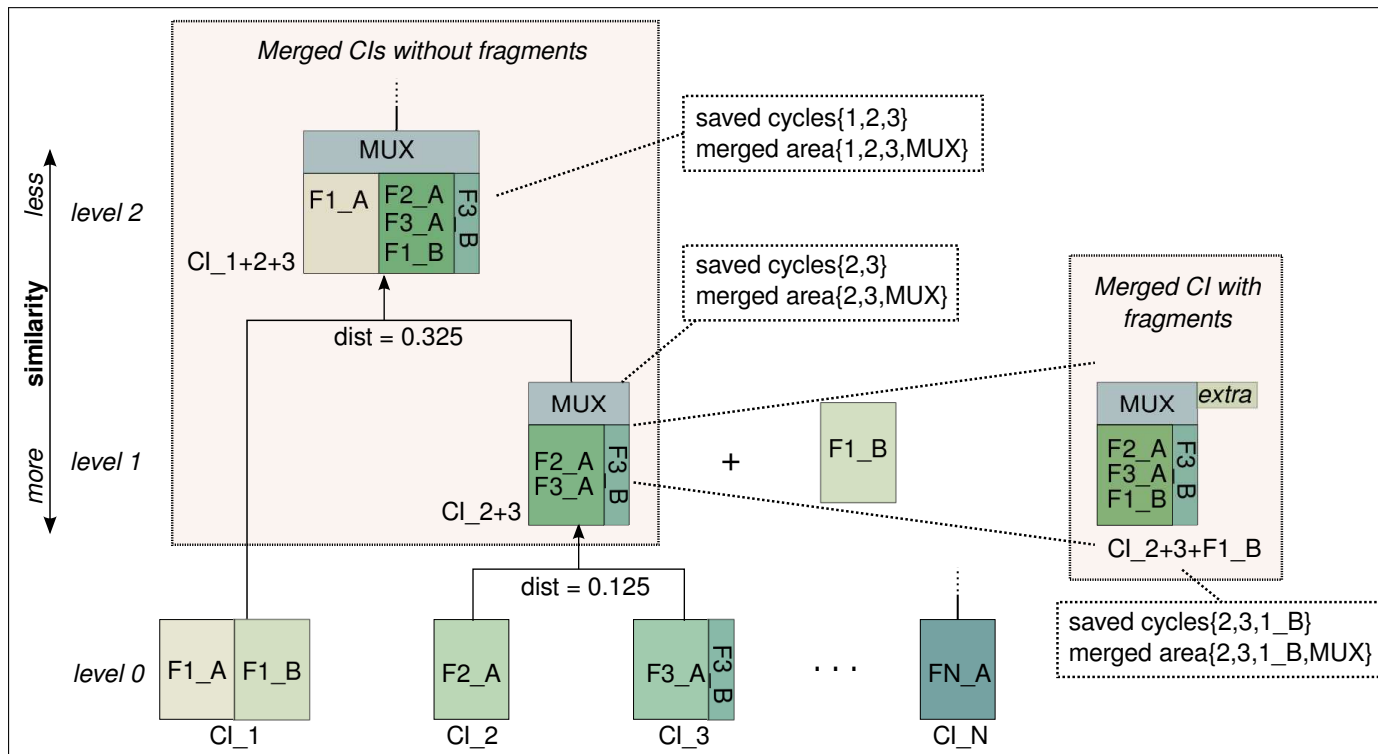 Merged CIs without fragments
saved cycles{1,2,3}
merged area{1,2,3,MUX}
MUX
F1_A
F2_A
F3_A
F1_B
F3_B
CI_1+2+3
less
similarity
more
level 2
dist = 0.325
saved cycles{2,3}
merged area{2,3,MUX}
Merged CI with
fragments
MUX
extra
F2_A
F3_A
F1_B
F3_B
CI_2+3+F1_B
level 1
MUX
F2_A
F3_A
F3_B
CI_2+3
+
F1_B
dist = 0.125
saved cycles{2,3,1_B}
merged area{2,3,1_B,MUX}
level 0
F1_A
F1_B
F2_A
F3_A
F3_B
. . .
FN_A
CI_1
CI_2
CI_3
CI_N